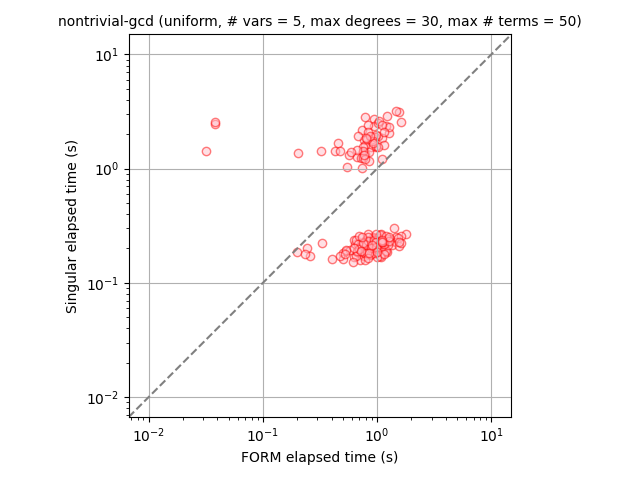 nontrivial-gcd (uniform, # vars = 5, max degrees = 30, max # terms = 50)
10¹
10⁰
10⁻¹
10⁻²
Singular elapsed time (s)
10⁻² 10⁻¹ 10⁰ 10¹
FORM elapsed time (s)